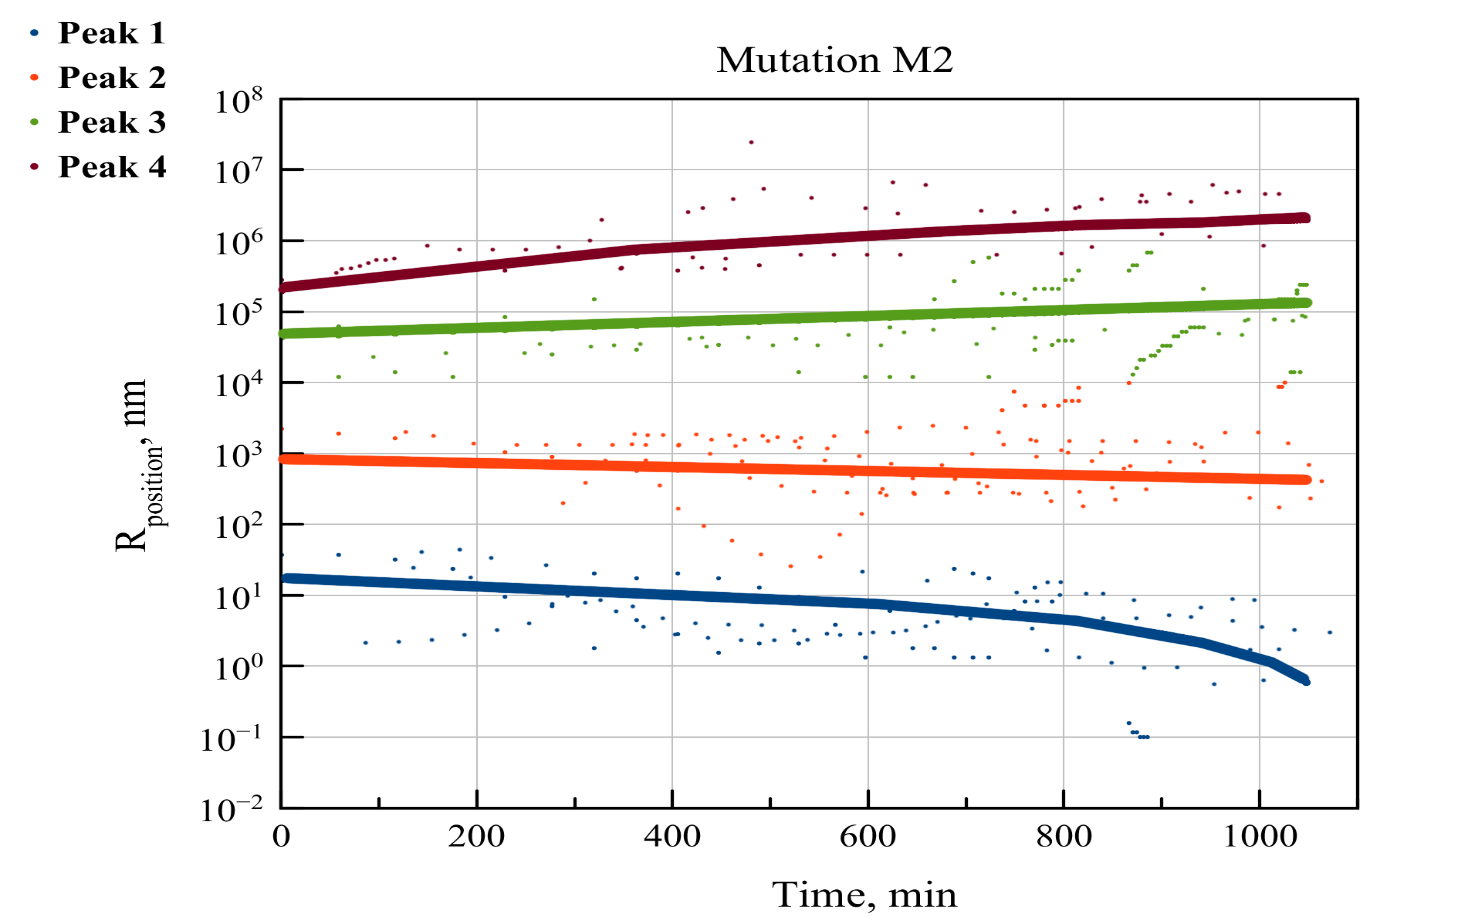 Peak 1
Peak 2
Peak 3
Peak 4
Mutation M2
10⁸
10⁷
10⁶
10⁵
10⁴
10³
10²
10¹
10⁰
10⁻¹
10⁻²
R_position, nm
0 200 400 600 800 1000
Time, min